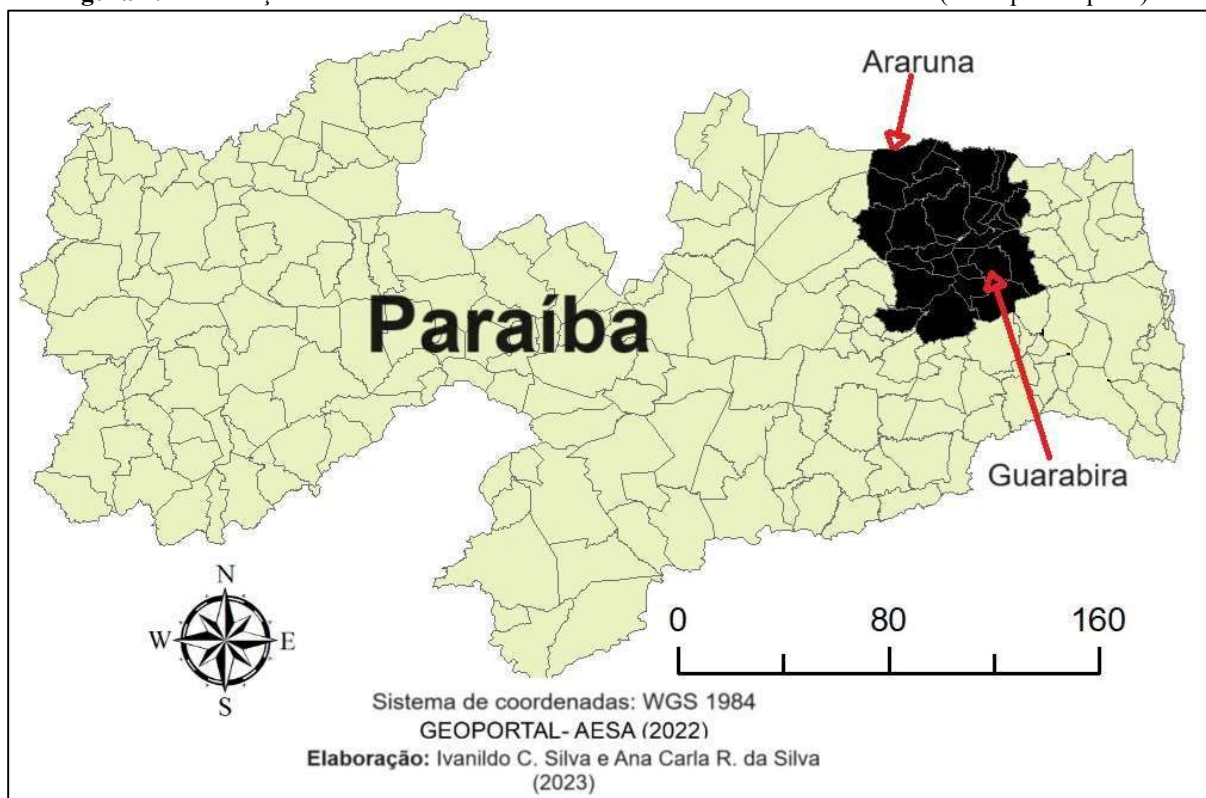 Araruna
Paraíba
Guarabira
N
W E
S
0 80 160
Sistema de coordenadas: WGS 1984
GEOPORTAL- AESA (2022)
Elaboração: Ivanildo C. Silva e Ana Carla R. da Silva
(2023)